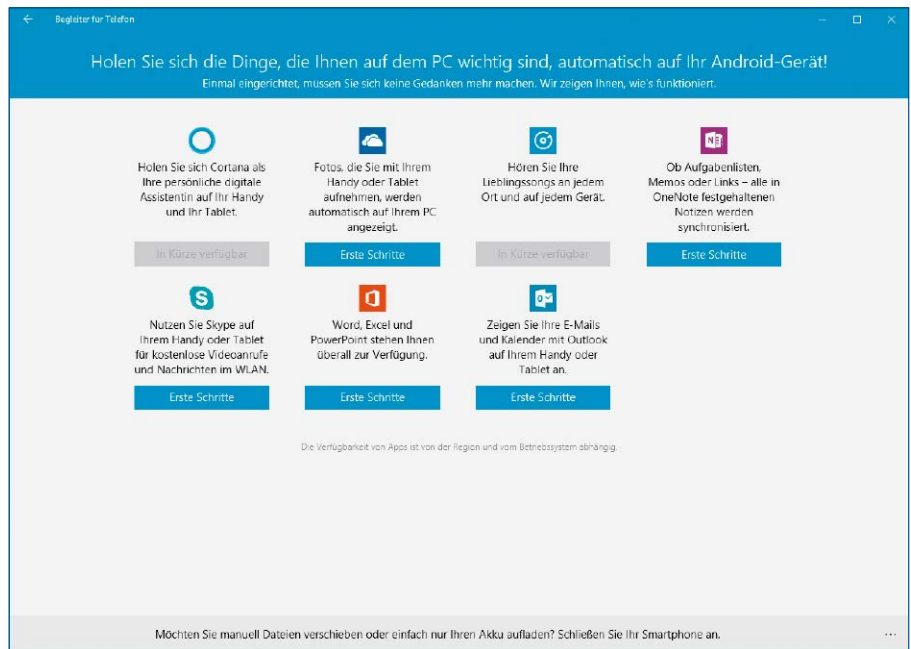 Begleiter für Telefon
Holen Sie sich die Dinge, die Ihnen auf dem PC wichtig sind, automatisch auf Ihr Android-Gerät!
Einmal eingerichtet, müssen Sie sich keine Gedanken mehr machen. Wir zeigen Ihnen, wie's funktioniert.
Holen Sie sich Cortana als
Ihre persönliche digitale
Assistentin auf Ihr Handy
und Ihr Tablet.
In Kürze verfügbar
Fotos, die Sie mit Ihrem
Handy oder Tablet
aufnehmen, werden
automatisch auf Ihrem PC
angezeigt.
Erste Schritte
Hören Sie Ihre
Lieblingssongs an jedem
Ort und auf jedem Gerät.
In Kürze verfügbar
N
Ob Aufgabenlisten,
Memos oder Links – alle in
OneNote festgehaltenen
Notizen werden
synchronisiert.
Erste Schritte
S
Nutzen Sie Skype auf
Ihrem Handy oder Tablet
für kostenlose Videoanrufe
und Nachrichten im WLAN.
Erste Schritte
Word, Excel und
PowerPoint stehen Ihnen
überall zur Verfügung.
Erste Schritte
o
Zeigen Sie Ihre E-Mails
und Kalender mit Outlook
auf Ihrem Handy oder
Tablet an.
Erste Schritte
Die Verfügbarkeit von Apps ist von der Region und vom Betriebssystem abhängig.
Möchten Sie manuell Dateien verschieben oder einfach nur Ihren Akku aufladen? Schließen Sie Ihr Smartphone an.
...